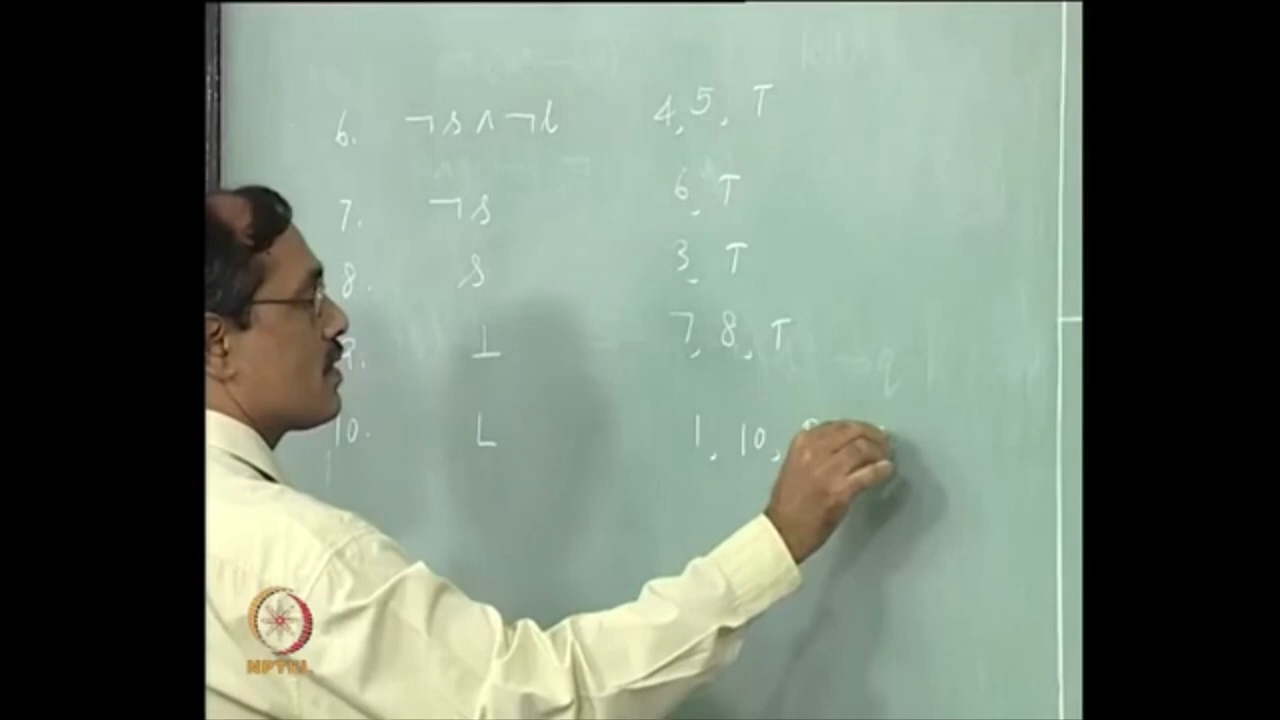 6. ¬s ∧ ¬l 4, 5, T
7. ¬s 6, T
8. s 3, T
9. ⊥ 7, 8, T
10. L 1, 10,
NPTEL